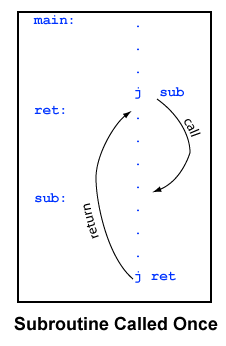 main:
.
.
.
j sub
ret: .
call
.
.
.
sub: .
return
.
.
j ret
Subroutine Called Once